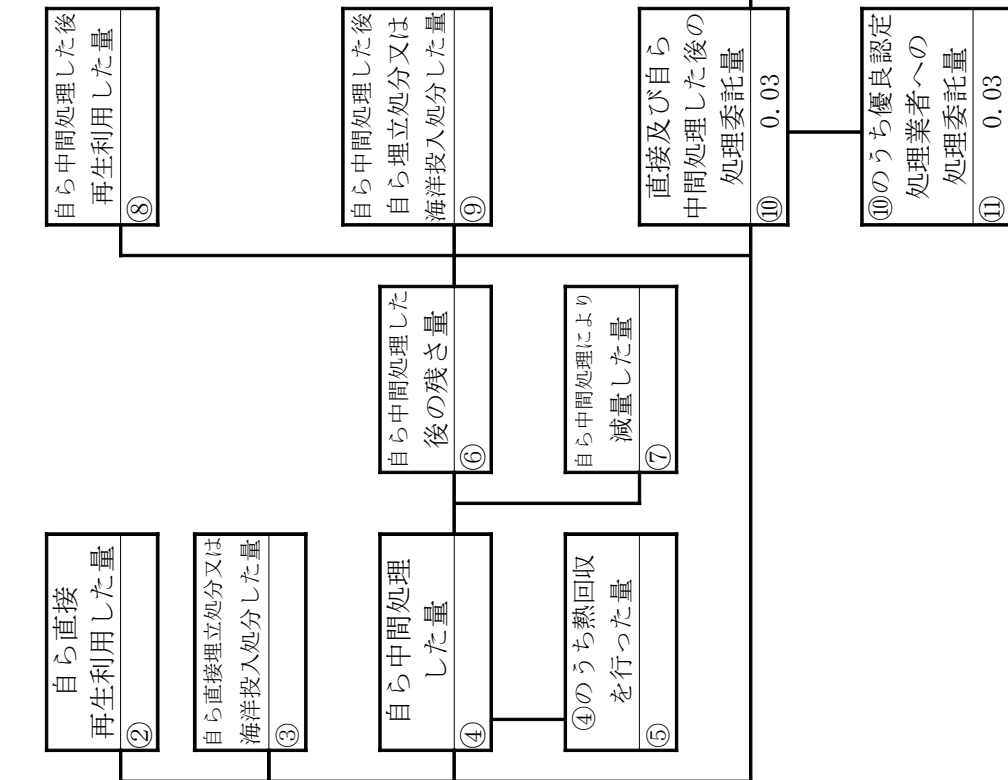 自ら直接
再生利用した量
②
自ら直接埋立処分又は
海洋投入処分した量
③
自ら中間処理
した量
④
④のうち熱回収
を行った量
⑤
自ら中間処理した
後の残さ量
⑥
自ら中間処理により
減量した量
⑦
自ら中間処理した後
再生利用した量
⑧
自ら中間処理した後
自ら埋立処分又は
海洋投入処分した量
⑨
直接及び自ら
中間処理した後の
処理委託量
⑩ 0.03
⑩のうち優良認定
処理業者への
処理委託量
⑪ 0.03